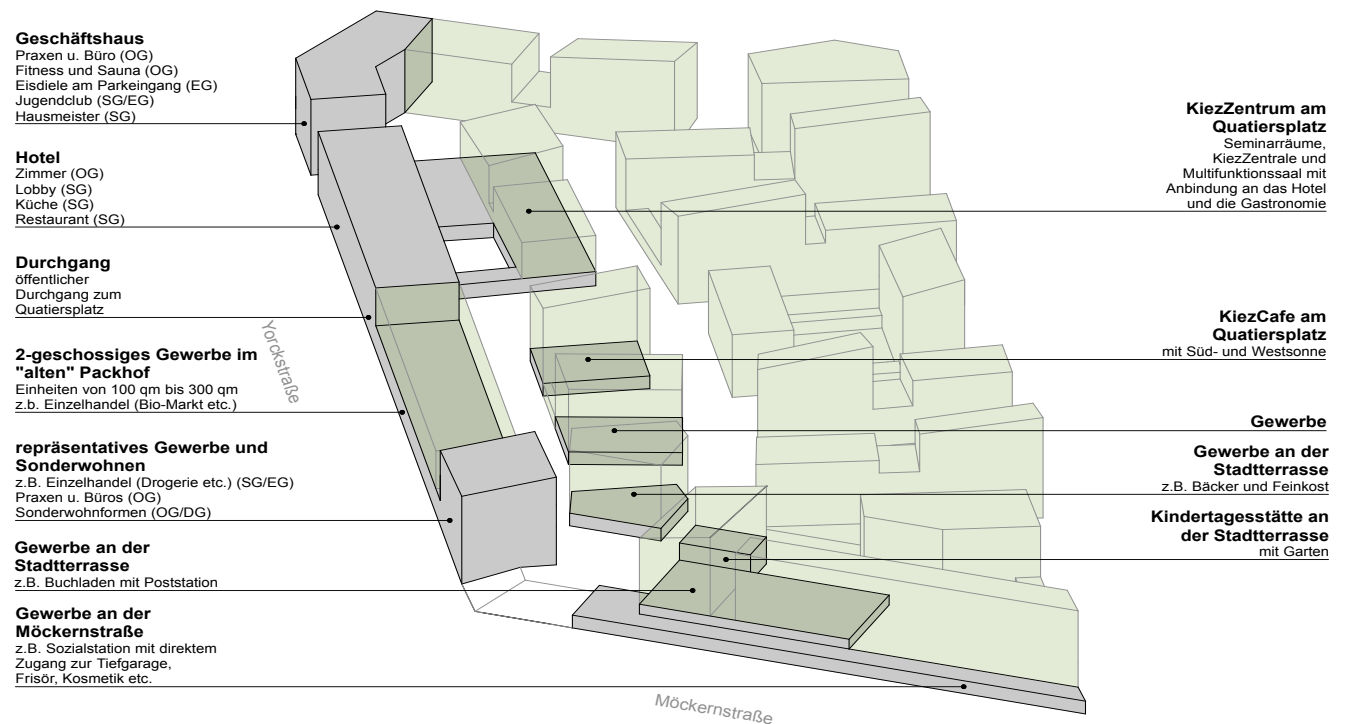 Geschäftshaus
Praxen u. Büro (OG)
Fitness und Sauna (OG)
Eisdiele am Parkeingang (EG)
Jugendclub (SG/EG)
Hausmeister (SG)
Hotel
Zimmer (OG)
Lobby (SG)
Küche (SG)
Restaurant (SG)
Durchgang
öffentlicher
Durchgang zum
Quatiersplatz
2-geschossiges Gewerbe im
"alten" Packhof
Einheiten von 100 qm bis 300 qm
z.b. Einzelhandel (Bio-Markt etc.)
repräsentatives Gewerbe und
Sonderwohnen
z.B. Einzelhandel (Drogerie etc.) (SG/EG)
Praxen u. Büros (OG)
Sonderwohnformen (OG/DG)
Gewerbe an der
Stadtterrasse
z.B. Buchladen mit Poststation
Gewerbe an der
Möckernstraße
z.B. Sozialstation mit direktem
Zugang zur Tiefgarage,
Frisör, Kosmetik etc.
Yorckstraße
Möckernstraße
KiezZentrum am
Quatiersplatz
Seminarräume,
KiezZentrale und
Multifunktionssaal mit
Anbindung an das Hotel
und die Gastronomie
KiezCafe am
Quatiersplatz
mit Süd- und Westsonne
Gewerbe
Gewerbe an der
Stadtterrasse
z.B. Bäcker und Feinkost
Kindertagesstätte an
der Stadtterrasse
mit Garten